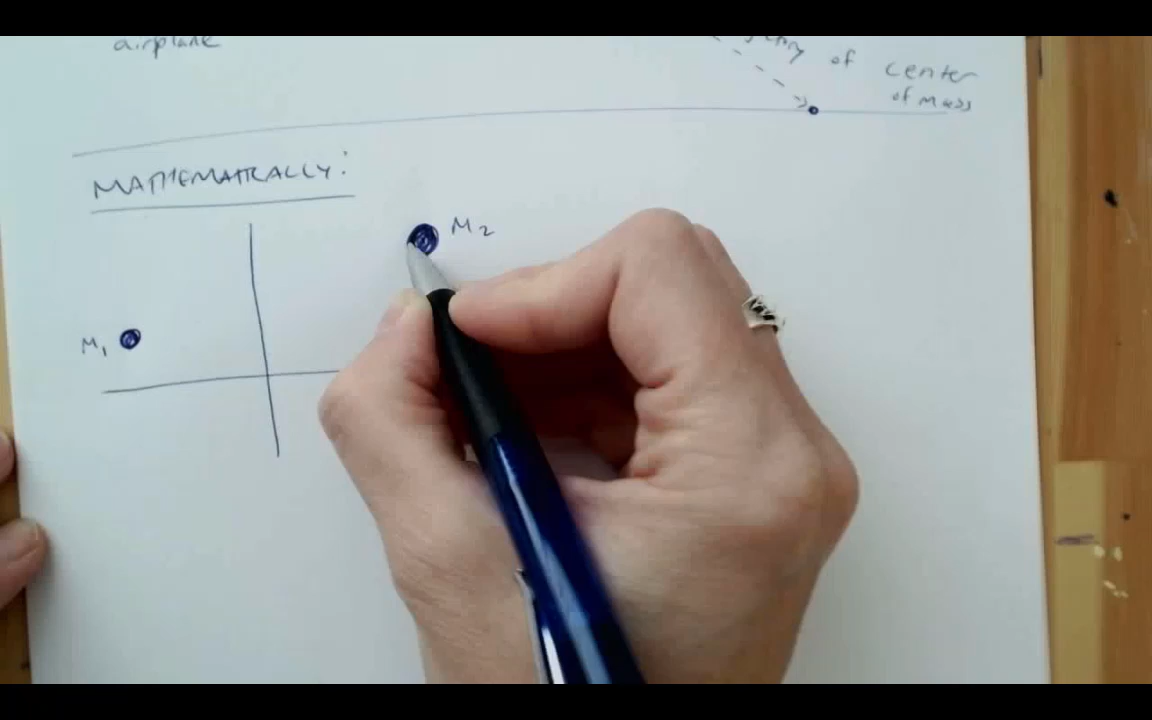 airplane
of center
of mass
MATHEMATICALLY:
M2
M1